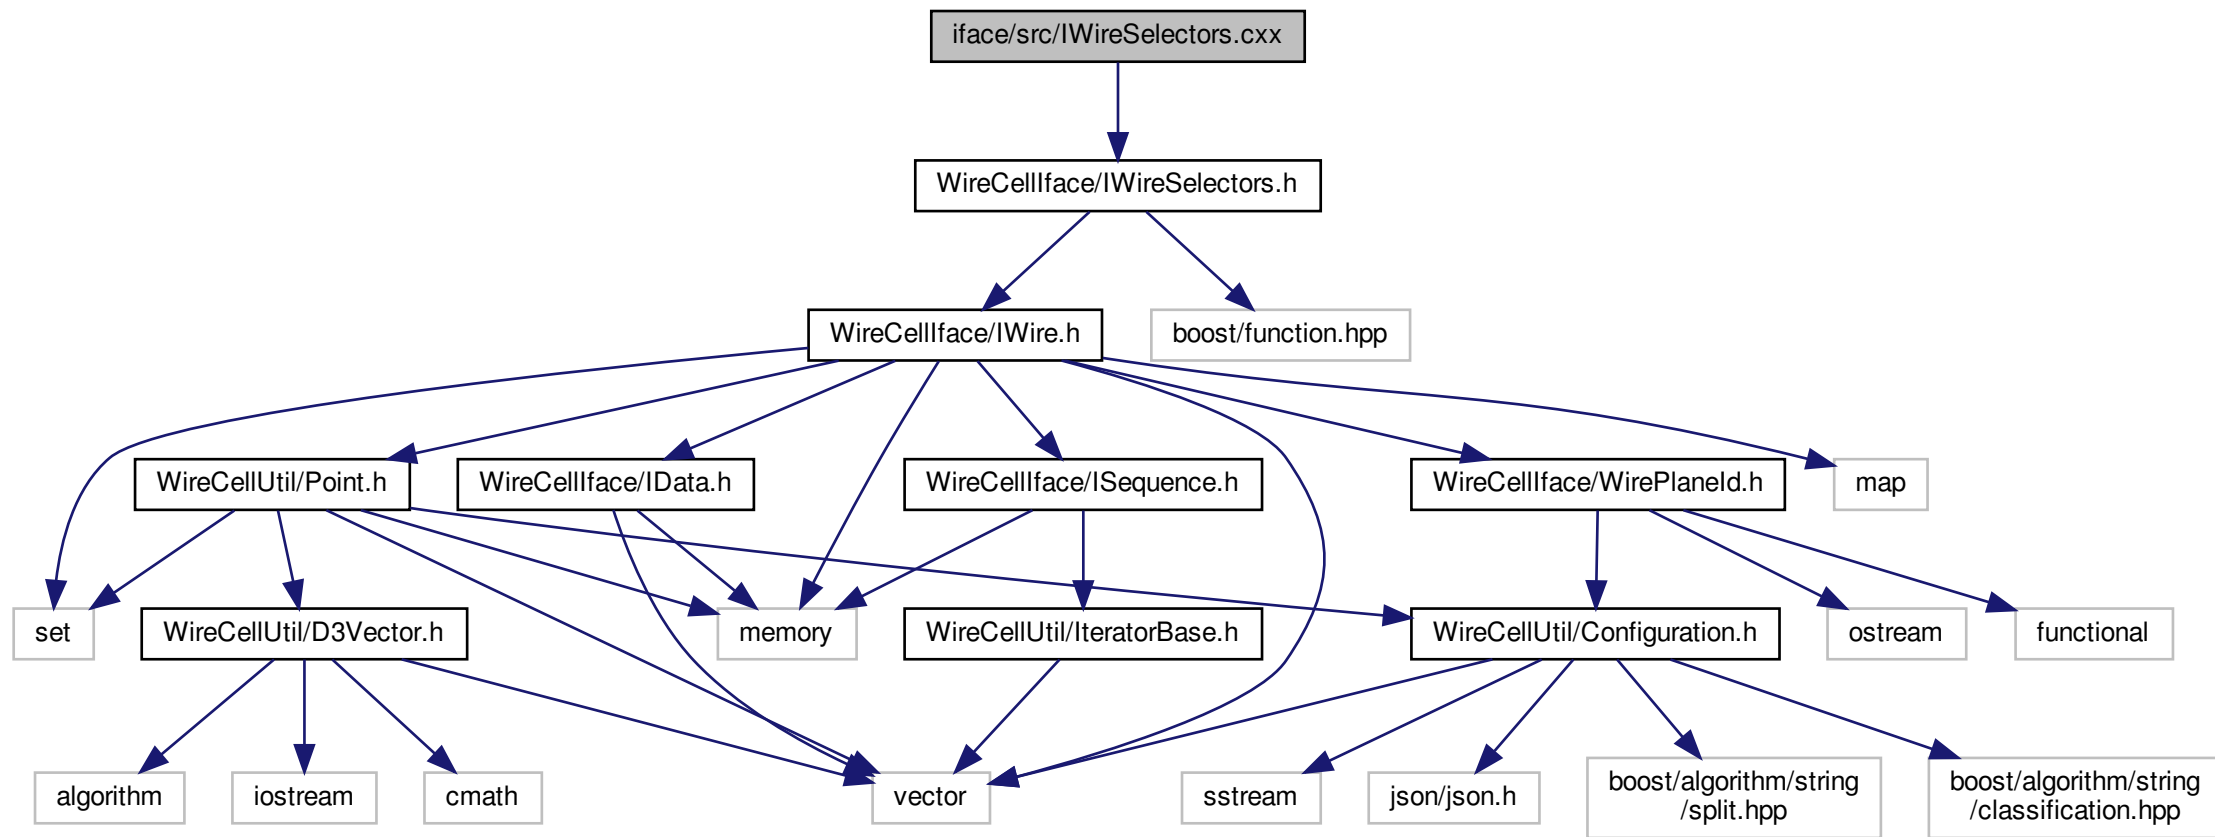 iface/src/IWireSelectors.cxx
WireCellIface/IWireSelectors.h
WireCellIface/IWire.h
boost/function.hpp
WireCellUtil/Point.h
WireCellIface/IData.h
WireCellIface/ISequence.h
WireCellIface/WirePlaneId.h
map
set
WireCellUtil/D3Vector.h
memory
WireCellUtil/IteratorBase.h
WireCellUtil/Configuration.h
ostream
functional
algorithm
iostream
cmath
vector
sstream
json/json.h
boost/algorithm/string
/split.hpp
boost/algorithm/string
/classification.hpp